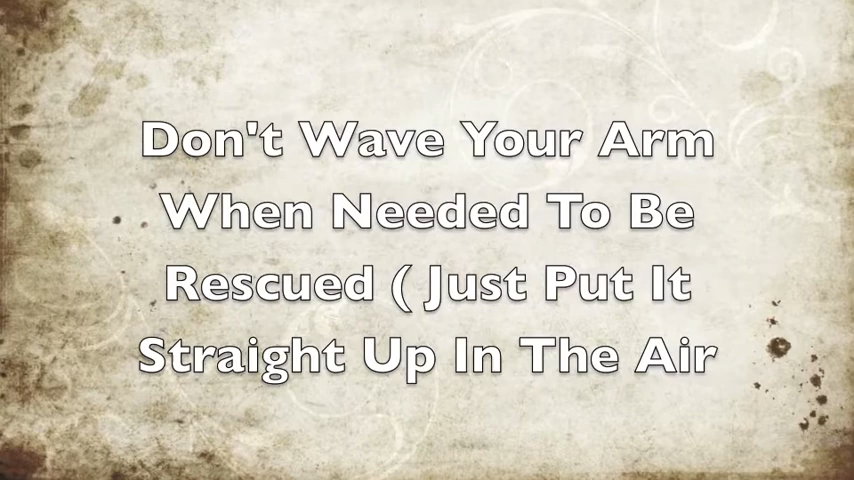 Don't Wave Your Arm
When Needed To Be
Rescued ( Just Put It
Straight Up In The Air